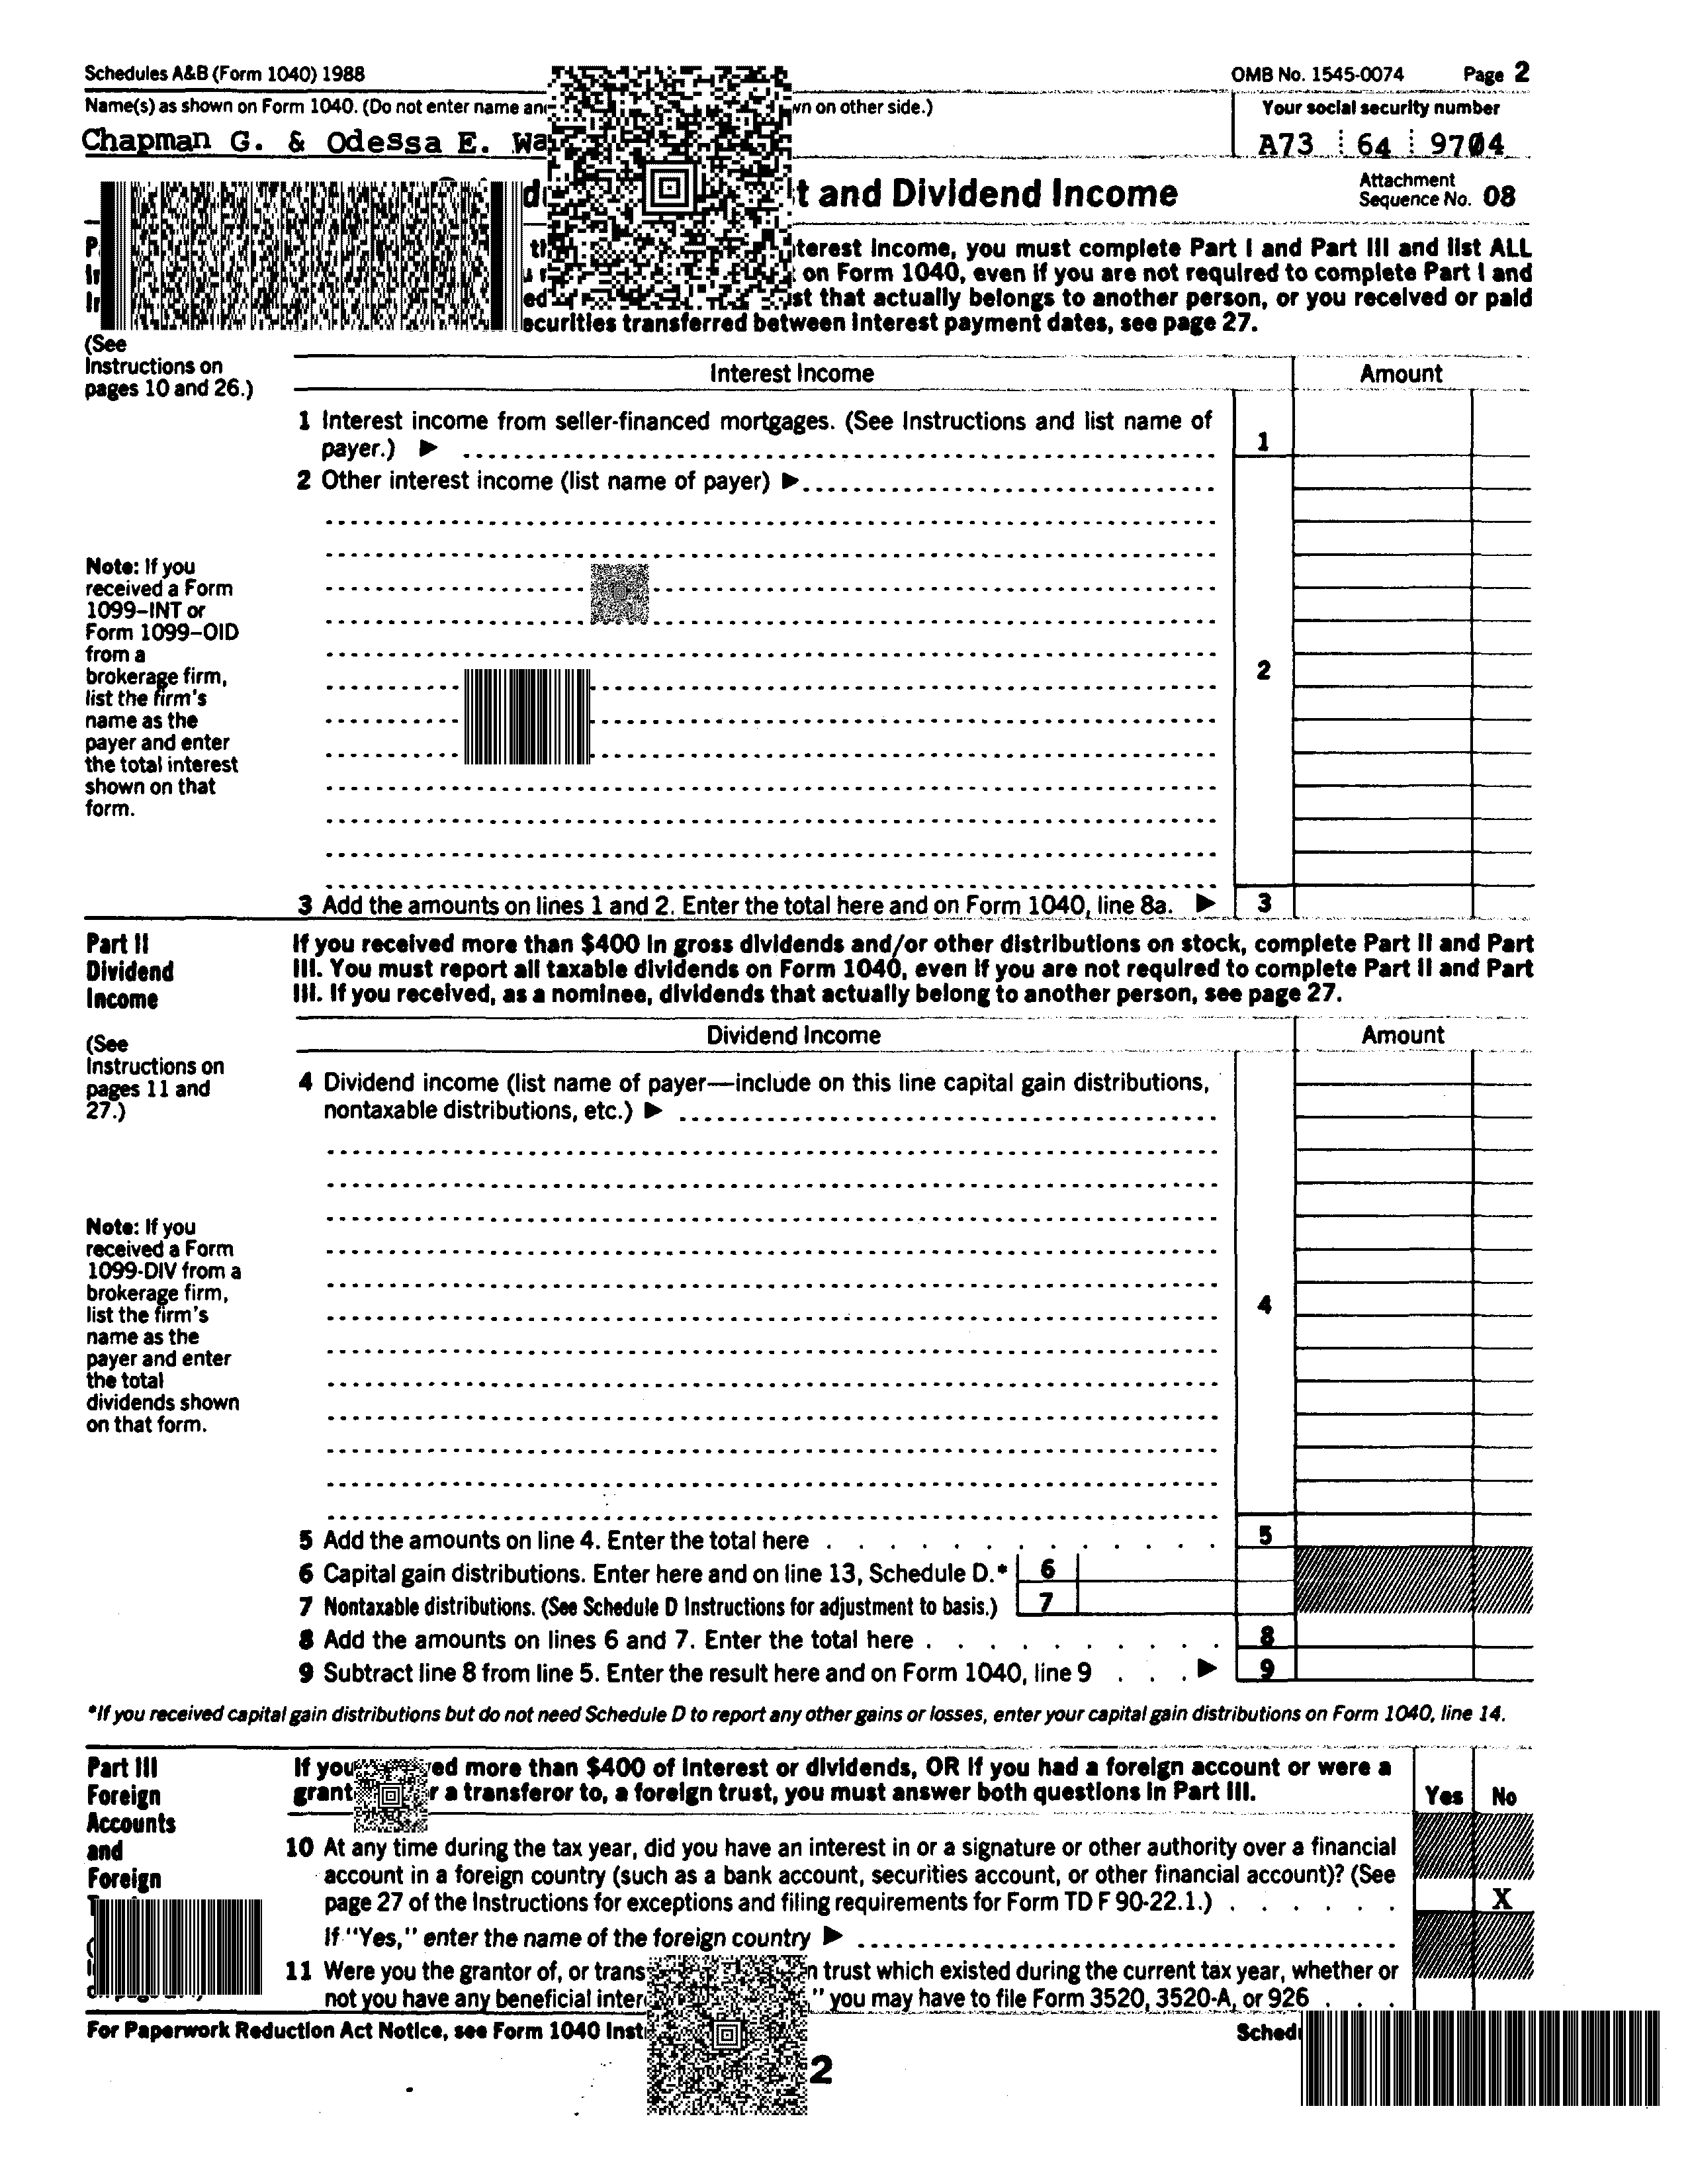 Schedules A&B (Form 1040) 1988 OMB No. 1545-0074 Page 2
Name(s) as shown on Form 1040. (Do not enter name on other side.) Your social security number
Chapman G. & Odessa E. A73 64 9704
t and Dividend Income Attachment
Sequence No. 08
terest income, you must complete Part I and Part III and list ALL
on Form 1040, even if you are not required to complete Part I and
that actually belongs to another person, or you received or paid
securities transferred between interest payment dates, see page 27.
(See
Instructions on
pages 10 and 26.)
Interest Income Amount
1 Interest income from seller-financed mortgages. (See Instructions and list name of
payer.) ▶ 1
2 Other interest income (list name of payer) ▶
Note: If you
received a Form
1099–INT or
Form 1099–OID
from a
brokerage firm,
list the firm's
name as the
payer and enter
the total interest
shown on that
form.
2
3 Add the amounts on lines 1 and 2. Enter the total here and on Form 1040, line 8a. ▶ 3
Part II
Dividend
Income
If you received more than $400 in gross dividends and/or other distributions on stock, complete Part II and Part
III. You must report all taxable dividends on Form 1040, even if you are not required to complete Part II and Part
III. If you received, as a nominee, dividends that actually belong to another person, see page 27.
(See
Instructions on
pages 11 and
27.)
Dividend Income Amount
4 Dividend income (list name of payer—include on this line capital gain distributions,
nontaxable distributions, etc.) ▶
Note: If you
received a Form
1099-DIV from a
brokerage firm,
list the firm's
name as the
payer and enter
the total
dividends shown
on that form.
4
5 Add the amounts on line 4. Enter the total here 5
6 Capital gain distributions. Enter here and on line 13, Schedule D.* 6
7 Nontaxable distributions. (See Schedule D Instructions for adjustment to basis.) 7
8 Add the amounts on lines 6 and 7. Enter the total here 8
9 Subtract line 8 from line 5. Enter the result here and on Form 1040, line 9 ▶ 9
*If you received capital gain distributions but do not need Schedule D to report any other gains or losses, enter your capital gain distributions on Form 1040, line 14.
Part III
Foreign
Accounts
and
Foreign
If you ed more than $400 of interest or dividends, OR if you had a foreign account or were a
grant r a transferor to, a foreign trust, you must answer both questions in Part III. Yes No
10 At any time during the tax year, did you have an interest in or a signature or other authority over a financial
account in a foreign country (such as a bank account, securities account, or other financial account)? (See
page 27 of the Instructions for exceptions and filing requirements for Form TD F 90-22.1.) X
If "Yes," enter the name of the foreign country ▶
11 Were you the grantor of, or trans n trust which existed during the current tax year, whether or
not you have any beneficial inter " you may have to file Form 3520, 3520-A, or 926
For Paperwork Reduction Act Notice, see Form 1040 Sched
2